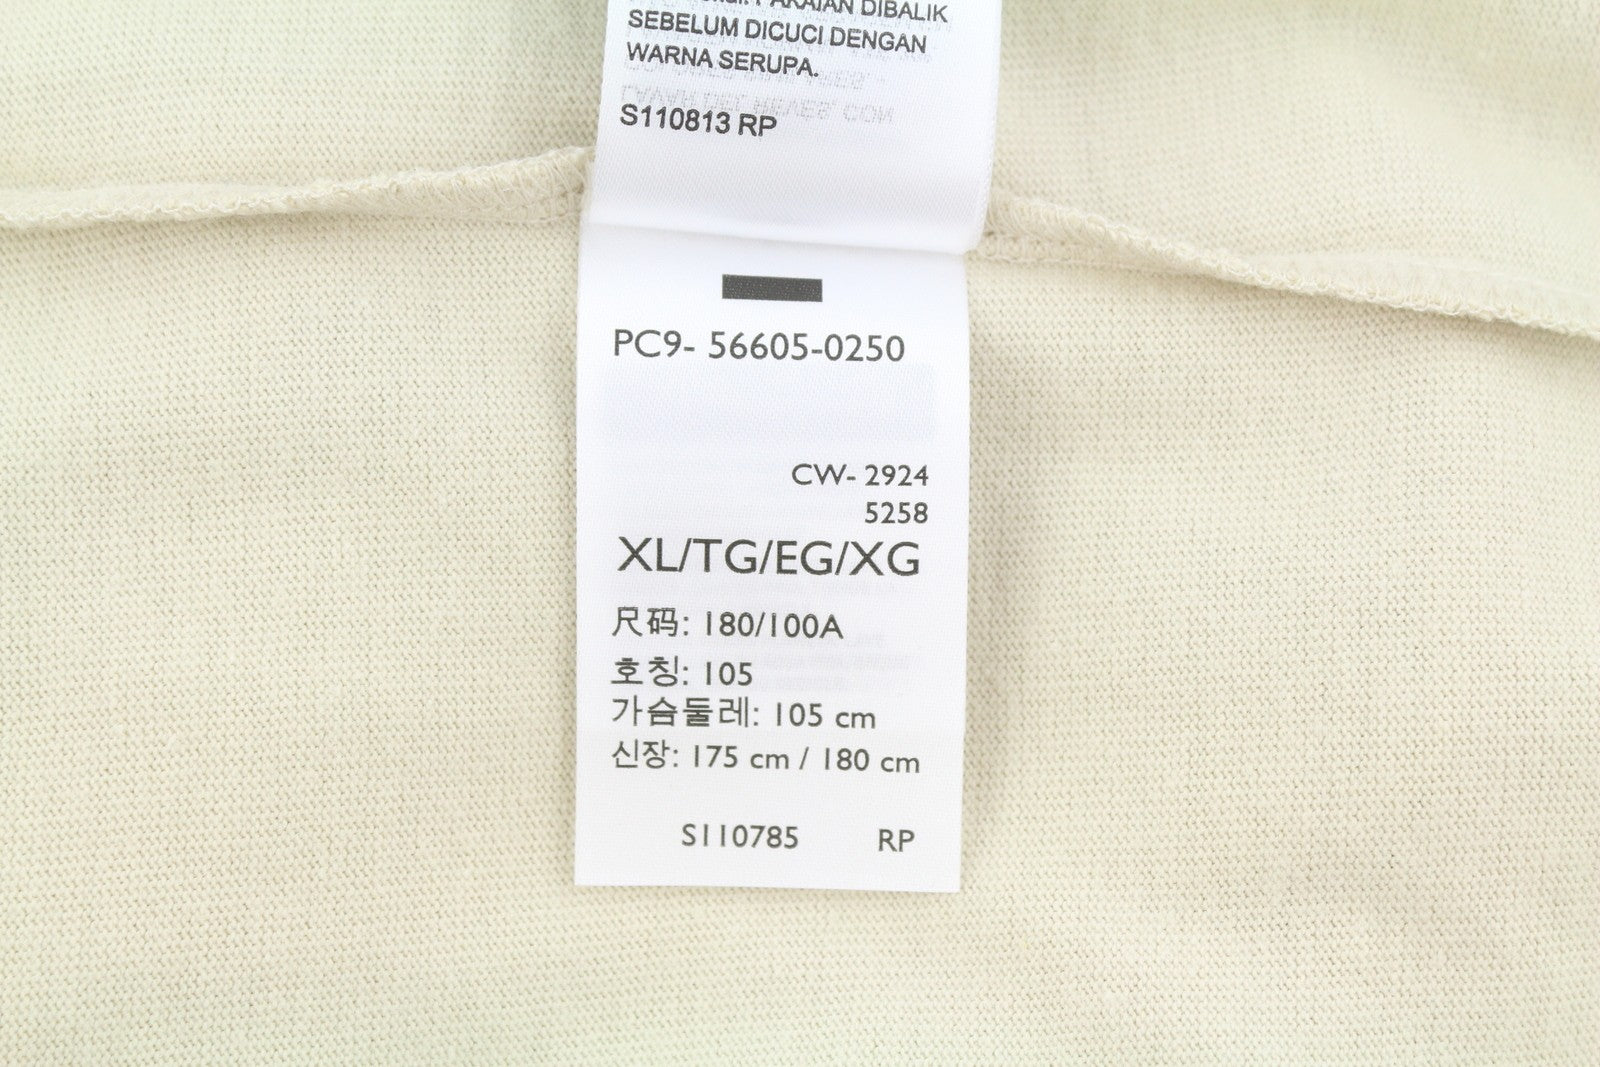 PAKAIAN DIBALIK
SEBELUM DICUCI DENGAN
WARNA SERUPA.
S110813 RP
PC9- 56605-0250
CW- 2924
5258
XL/TG/EG/XG
尺码: 180/100A
호칭: 105
가슴둘레: 105 cm
신장: 175 cm / 180 cm
S110785 RP